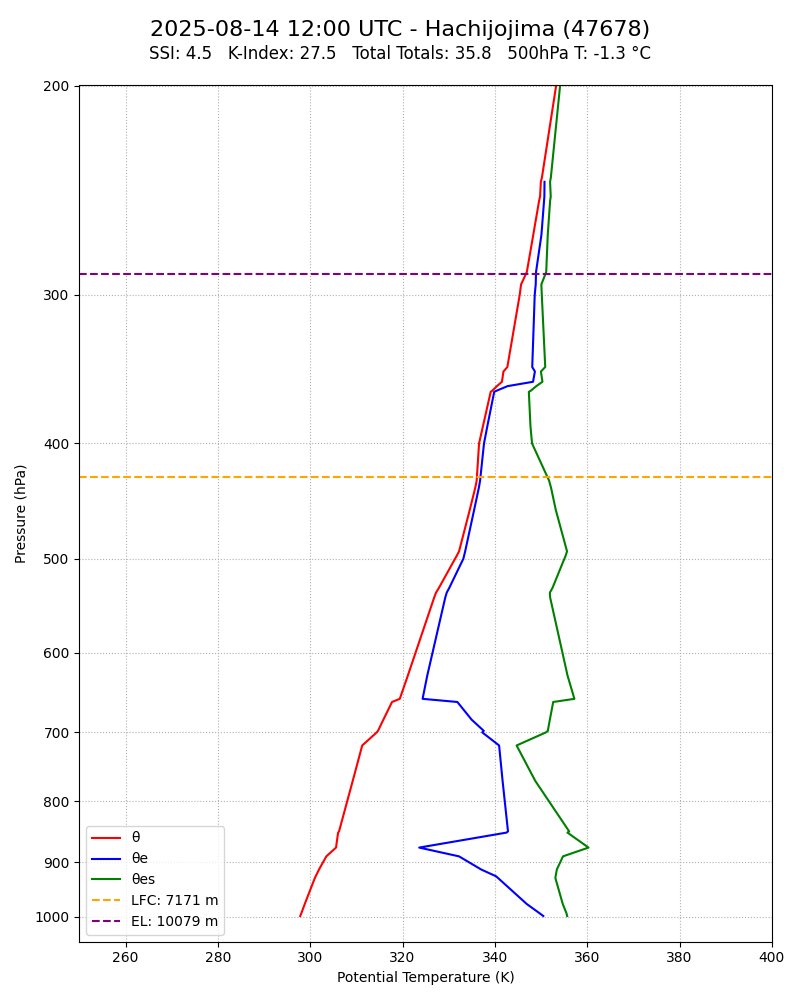 2025-08-14 12:00 UTC - Hachijojima (47678)
SSI: 4.5   K-Index: 27.5   Total Totals: 35.8   500hPa T: -1.3 °C
200
300
400
500
600
700
800
900
1000
Pressure (hPa)
θ
θe
θes
LFC: 7171 m
EL: 10079 m
260 280 300 320 340 360 380 400
Potential Temperature (K)